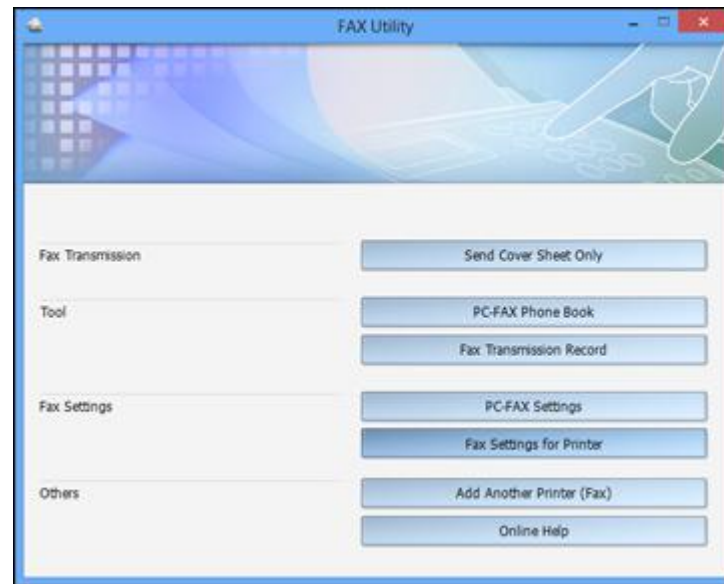 FAX Utility
Fax Transmission
Send Cover Sheet Only
Tool
PC-FAX Phone Book
Fax Transmission Record
Fax Settings
PC-FAX Settings
Fax Settings for Printer
Others
Add Another Printer (Fax)
Online Help